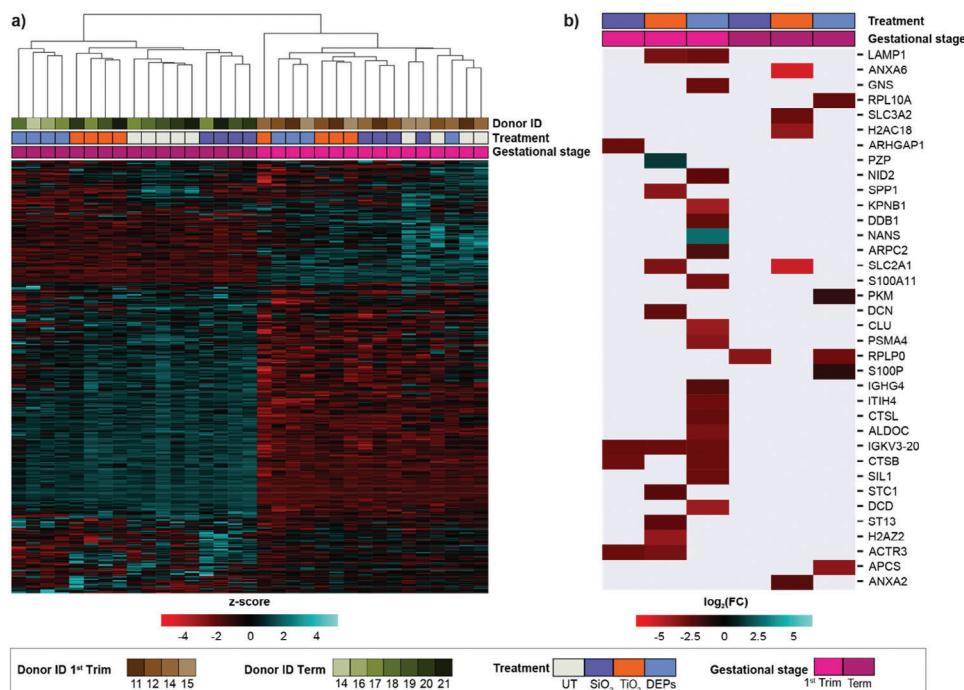 a)
Donor ID
Treatment
Gestational stage
z-score
-4 -2 0 2 4
b)
Treatment
Gestational stage
LAMP1
ANXA6
GNS
RPL10A
SLC3A2
H2AC18
ARHGAP1
PZP
NID2
SPP1
KPNB1
DDB1
NANS
ARPC2
SLC2A1
S100A11
PKM
DCN
CLU
PSMA4
RPLP0
S100P
IGHG4
ITIH4
CTSL
ALDOC
IGKV3-20
CTSB
SIL1
STC1
DCD
ST13
H2AZ2
ACTR3
APCS
ANXA2
log₂(FC)
-5 -2.5 0 2.5 5
Donor ID 1st Trim
11 12 14 15
Donor ID Term
14 16 17 18 19 20 21
Treatment
UT SiO₂ TiO₂ DEPs
Gestational stage
1st Trim Term